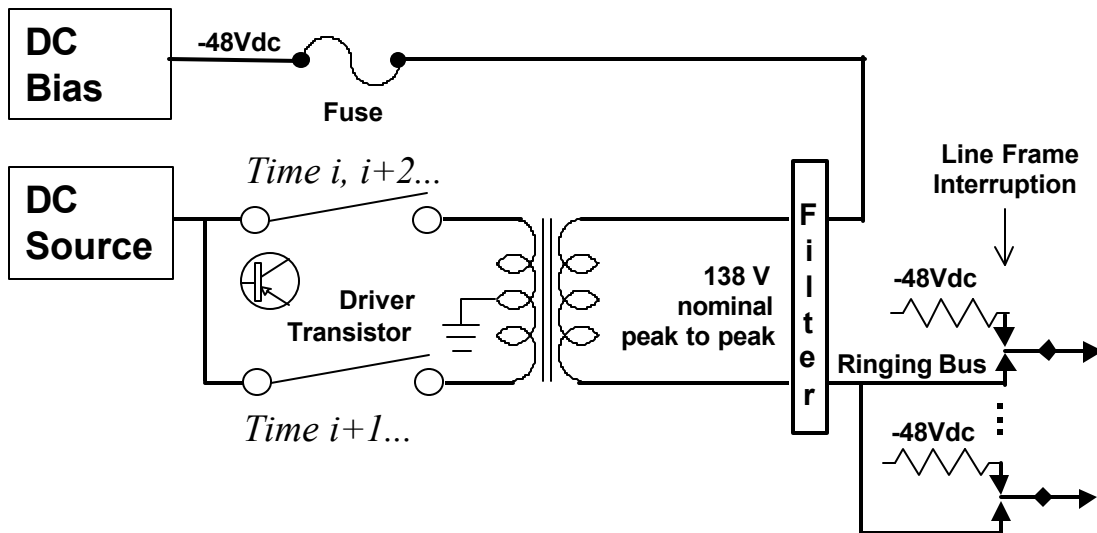 DC
Bias
-48Vdc
Fuse
DC
Source
Time i, i+2...
Driver
Transistor
Time i+1...
138 V
nominal
peak to peak
Filter
Line Frame
Interruption
-48Vdc
Ringing Bus
-48Vdc